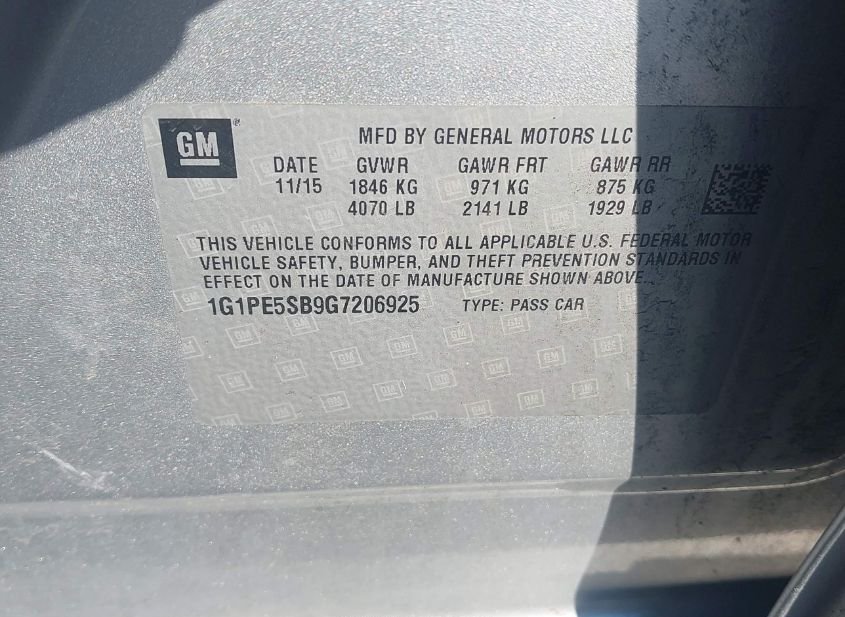 GM®
MFD BY GENERAL MOTORS LLC
DATE GVWR GAWR FRT GAWR RR
11/15 1846 KG 971 KG 875 KG
4070 LB 2141 LB 1929 LB
THIS VEHICLE CONFORMS TO ALL APPLICABLE U.S. FEDERAL MOTOR
VEHICLE SAFETY, BUMPER, AND THEFT PREVENTION STANDARDS IN
EFFECT ON THE DATE OF MANUFACTURE SHOWN ABOVE.
1G1PE5SB9G7206925 TYPE: PASS CAR